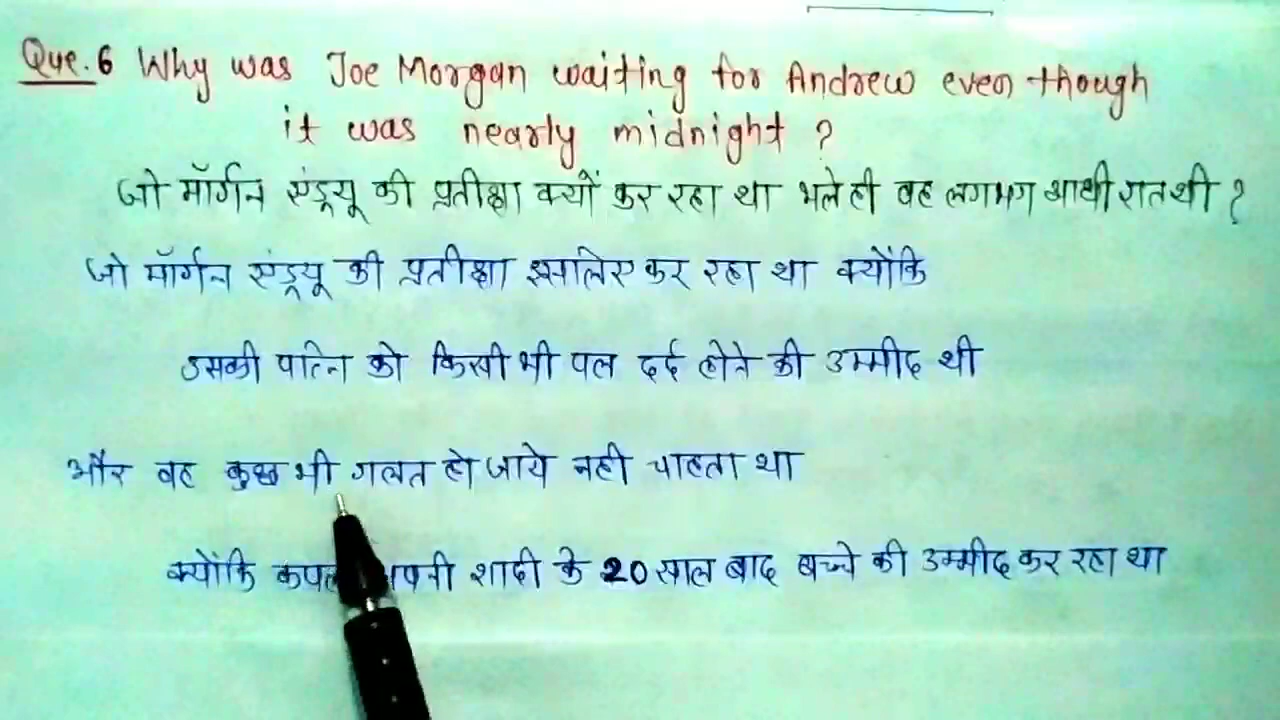 Que. 6 Why was Joe Morgan waiting for Andrew even though
it was nearly midnight ?
जो मॉर्गन एंड्र्यू की प्रतीक्षा क्यों कर रहा था भले ही वह लगभग आधी रात थी ?
जो मॉर्गन एंड्र्यू की प्रतीक्षा इसलिए कर रहा था क्योंकि
उसकी पत्नि को किसी भी पल दर्द होने की उम्मीद थी
और वह कुछ भी गलत हो जाये नही चाहता था
क्योंकि कपल अपनी शादी के 20 साल बाद बच्चे की उम्मीद कर रहा था